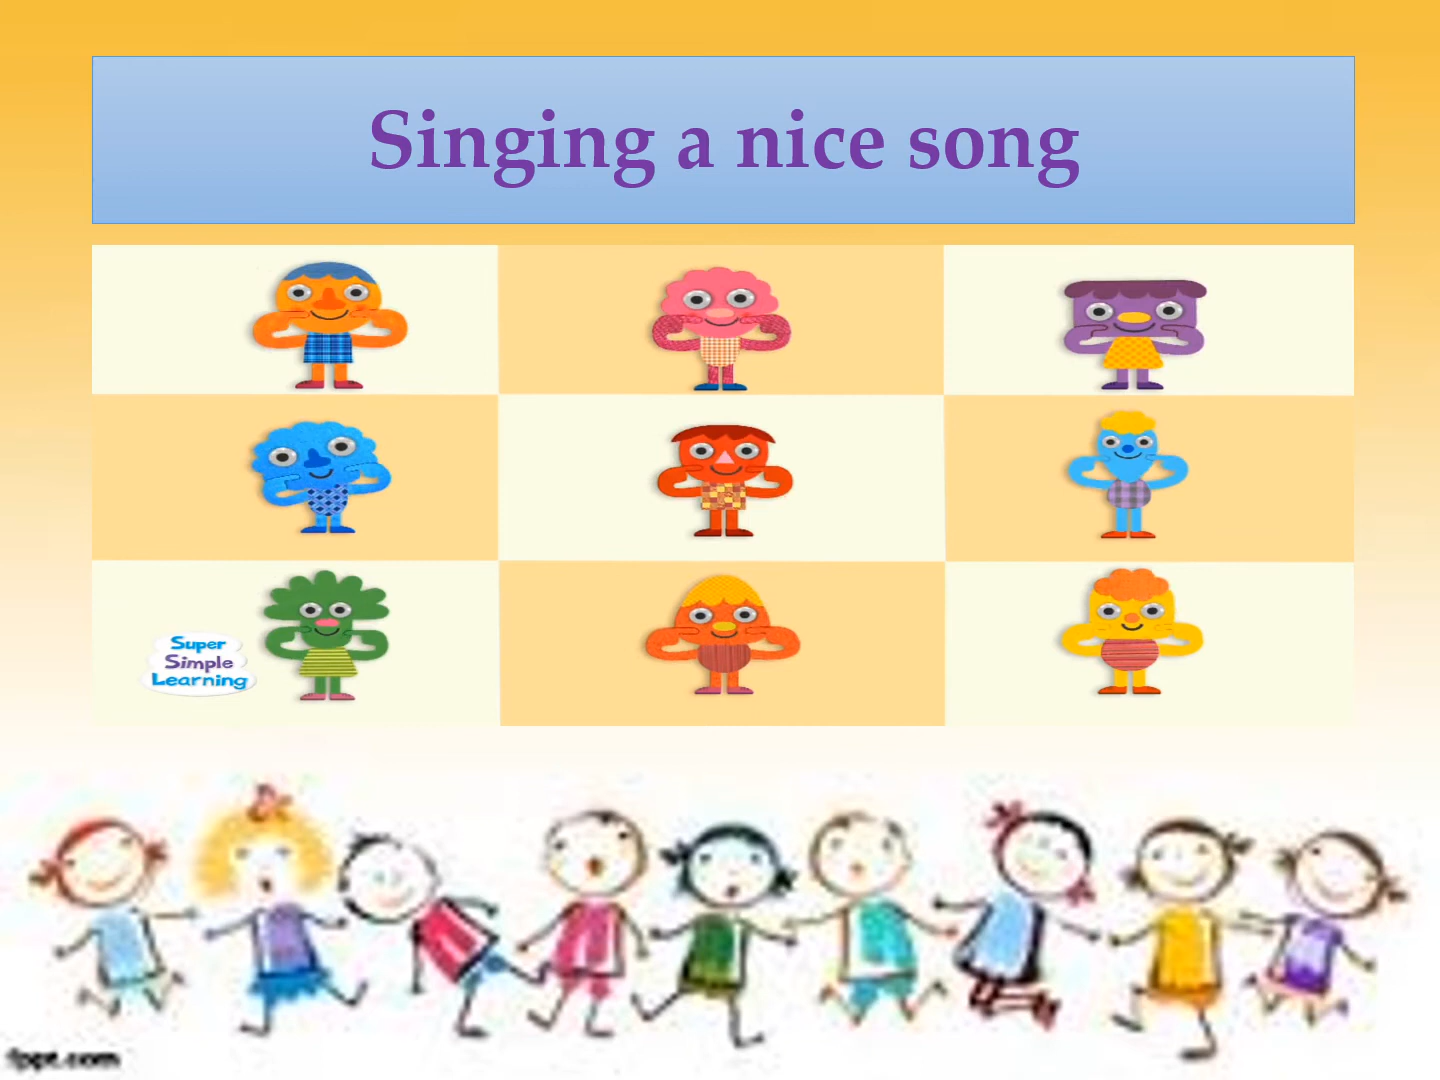 Singing a nice song
Super
Simple
Learning
fppt.com